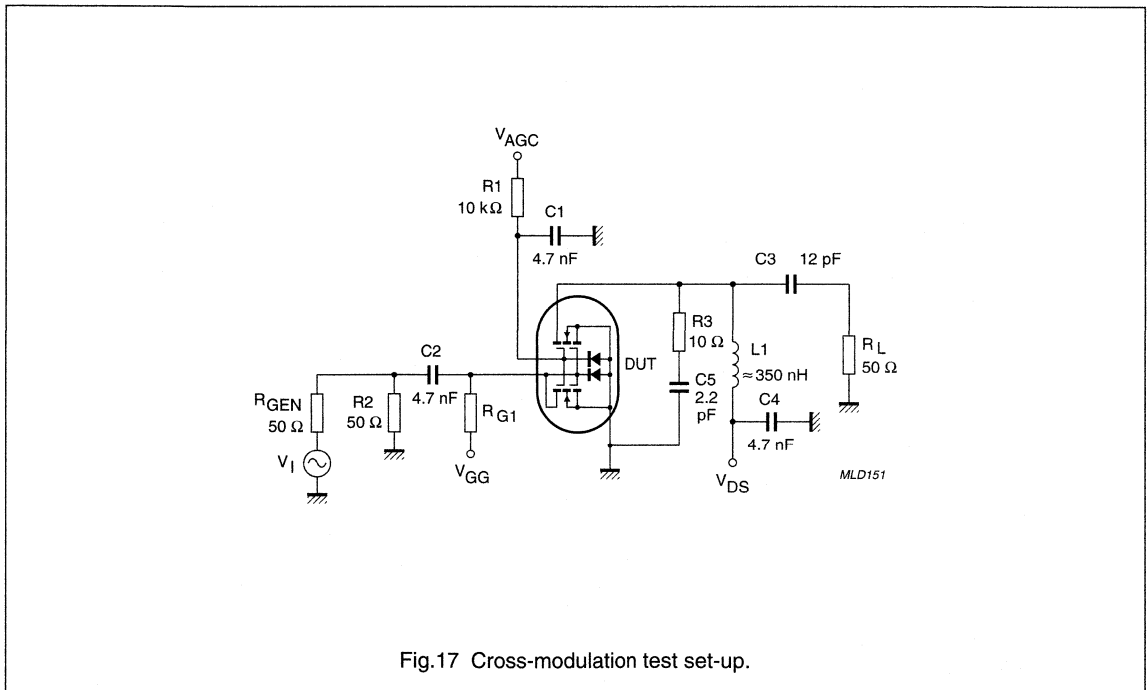 VAGC
R1
10 kΩ
C1
4.7 nF
C3 12 pF
R3
10 Ω
L1
≈ 350 nH
RL
50 Ω
DUT
C2
4.7 nF
C5
2.2
pF
C4
4.7 nF
RGEN
50 Ω
R2
50 Ω
RG1
VI
VGG
VDS
MLD151
Fig.17 Cross-modulation test set-up.